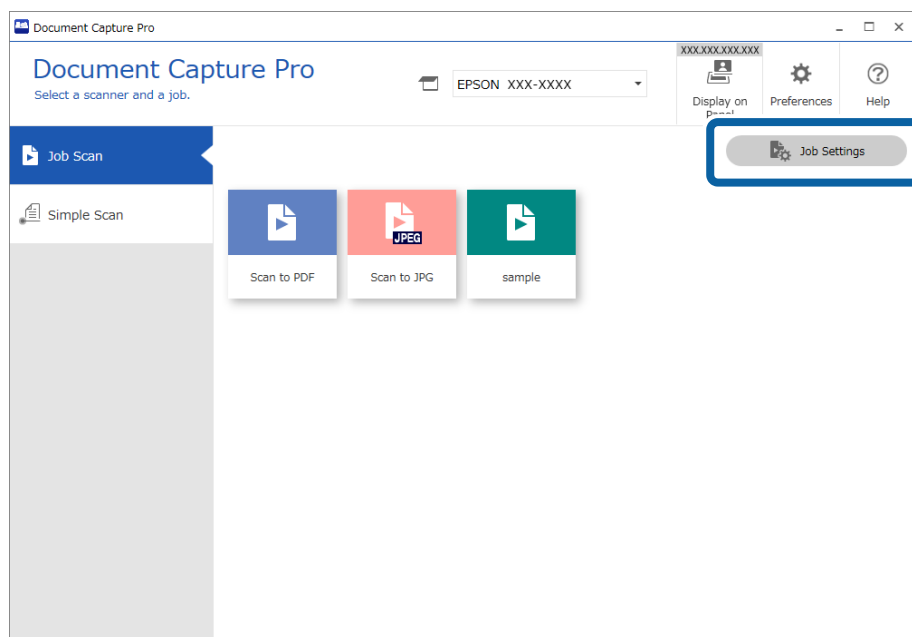 Document Capture Pro
Document Capture Pro
Select a scanner and a job.
EPSON XXX-XXXX
XXX.XXX.XXX.XXX
Display on
Panel
Preferences
Help
Job Scan
Job Settings
Simple Scan
JPEG
Scan to PDF
Scan to JPG
sample